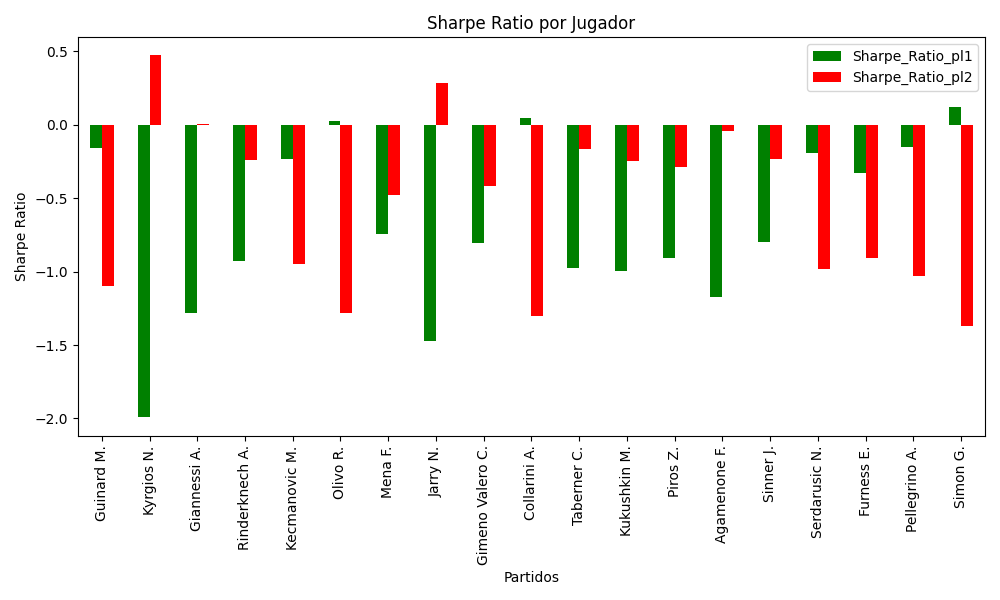 Sharpe Ratio por Jugador
Sharpe_Ratio_pl1
Sharpe_Ratio_pl2
Sharpe Ratio
0.5
0.0
−0.5
−1.0
−1.5
−2.0
Guinard M.
Kyrgios N.
Giannessi A.
Rinderknech A.
Kecmanovic M.
Olivo R.
Mena F.
Jarry N.
Gimeno Valero C.
Collarini A.
Taberner C.
Kukushkin M.
Piros Z.
Agamenone F.
Sinner J.
Serdarusic N.
Furness E.
Pellegrino A.
Simon G.
Partidos